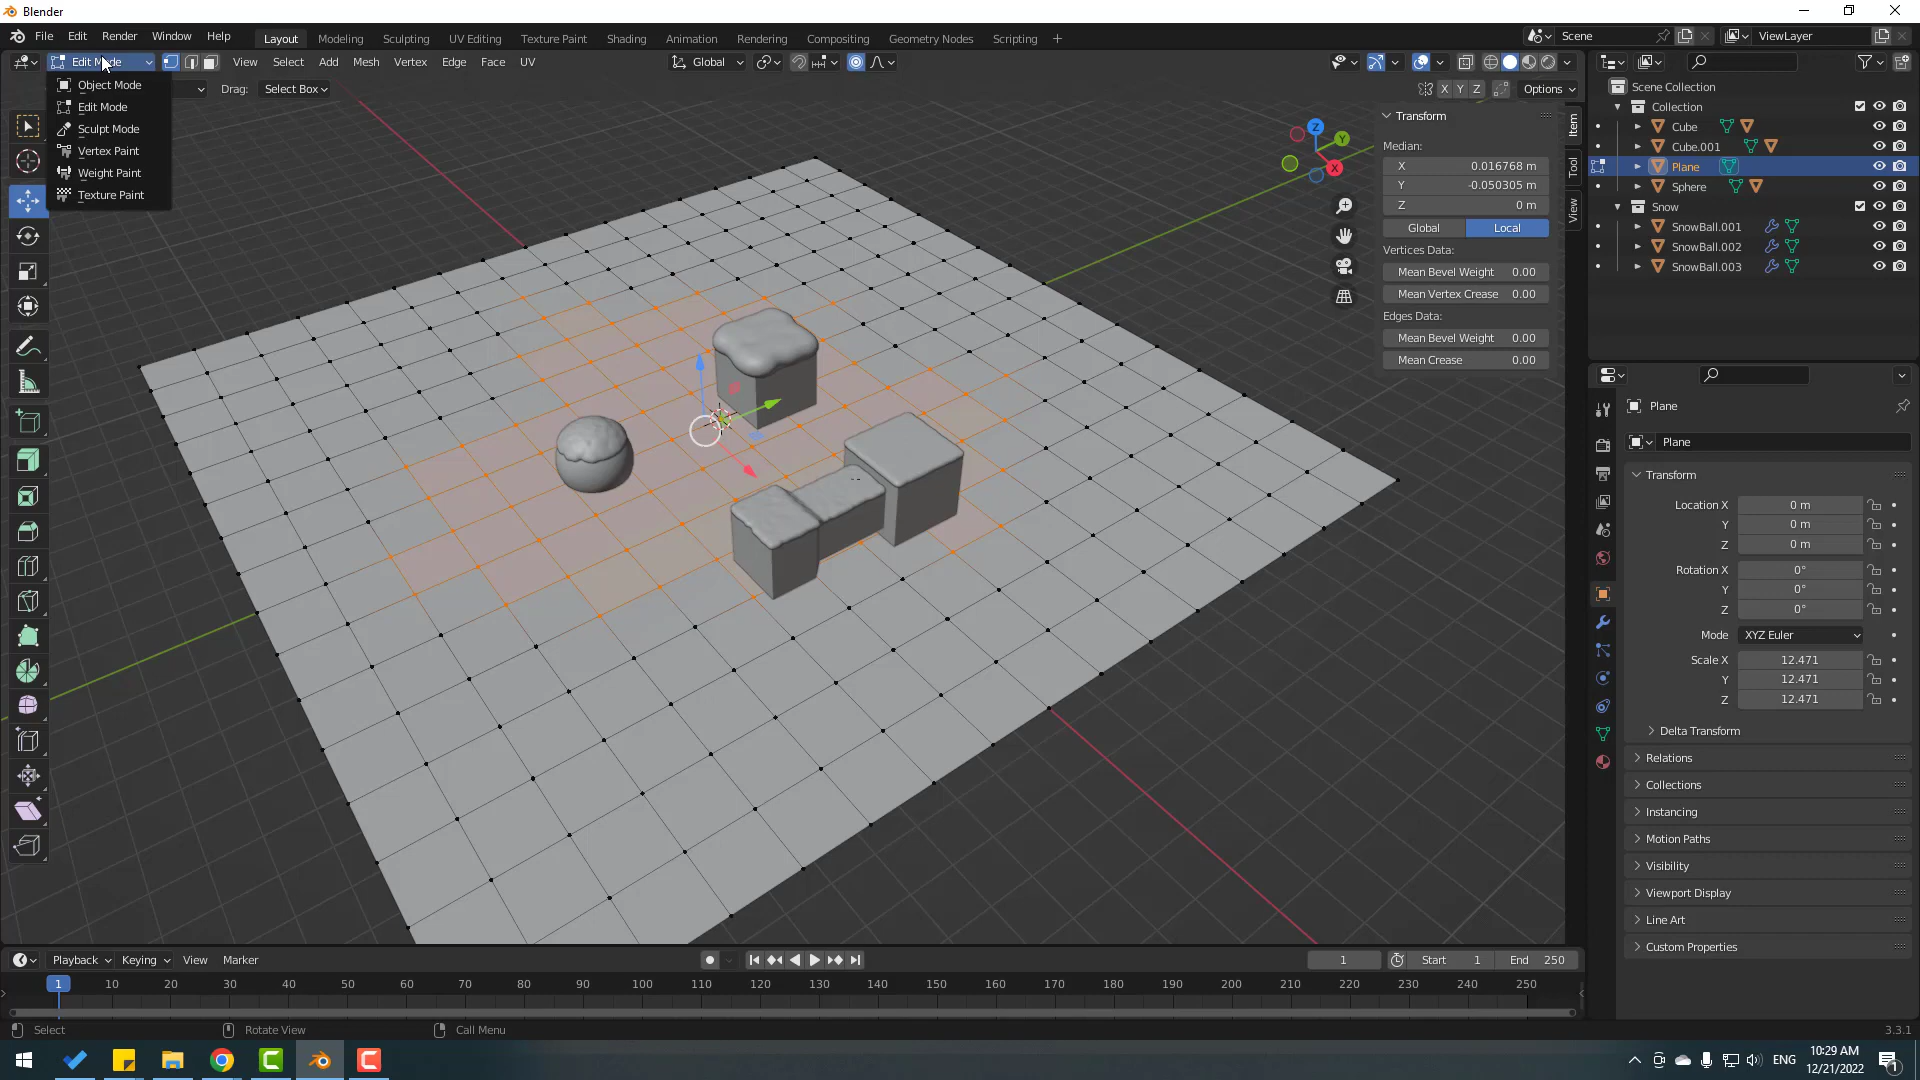 Blender
File Edit Render Window Help
Layout Modeling Sculpting UV Editing Texture Paint Shading Animation Rendering Compositing Geometry Nodes Scripting +
Scene
ViewLayer
Edit Mode
View Select Add Mesh Vertex Edge Face UV
Global
Object Mode
Edit Mode
Sculpt Mode
Vertex Paint
Weight Paint
Texture Paint
Drag: Select Box
X Y Z
Options
Z
Y
X
Transform
Median:
X 0.016768 m
Y -0.050305 m
Z 0 m
Global Local
Vertices Data:
Mean Bevel Weight 0.00
Mean Vertex Crease 0.00
Edges Data:
Mean Bevel Weight 0.00
Mean Crease 0.00
Item
Tool
View
Scene Collection
Collection
Cube
Cube.001
Plane
Sphere
Snow
SnowBall.001
SnowBall.002
SnowBall.003
Plane
Plane
Transform
Location X 0 m
Y 0 m
Z 0 m
Rotation X 0°
Y 0°
Z 0°
Mode XYZ Euler
Scale X 12.471
Y 12.471
Z 12.471
Delta Transform
Relations
Collections
Instancing
Motion Paths
Visibility
Viewport Display
Line Art
Custom Properties
Playback Keying View Marker
1
Start 1
End 250
1 10 20 30 40 50 60 70 80 90 100 110 120 130 140 150 160 170 180 190 200 210 220 230 240 250
Select
Rotate View
Call Menu
3.3.1
ENG
10:29 AM
12/21/2022
1